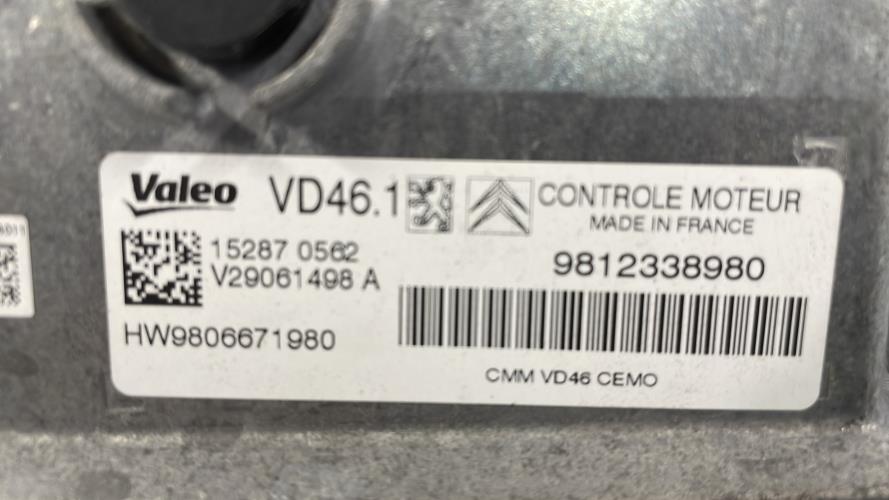 Valeo VD46.1 CONTROLE MOTEUR
MADE IN FRANCE
15287 0562
V29061498 A
9812338980
HW9806671980
CMM VD46 CEMO